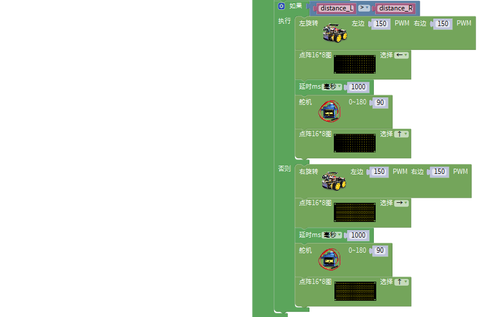 如果 distance_L > distance_R
执行
左旋转 左边 150 PWM 右边 150 PWM
点阵16*8图 选择 ←
延时ms 毫秒 1000
舵机 0~180 90
点阵16*8图 选择 ↑
否则
右旋转 左边 150 PWM 右边 150 PWM
点阵16*8图 选择 →
延时ms 毫秒 1000
舵机 0~180 90
点阵16*8图 选择 ↑